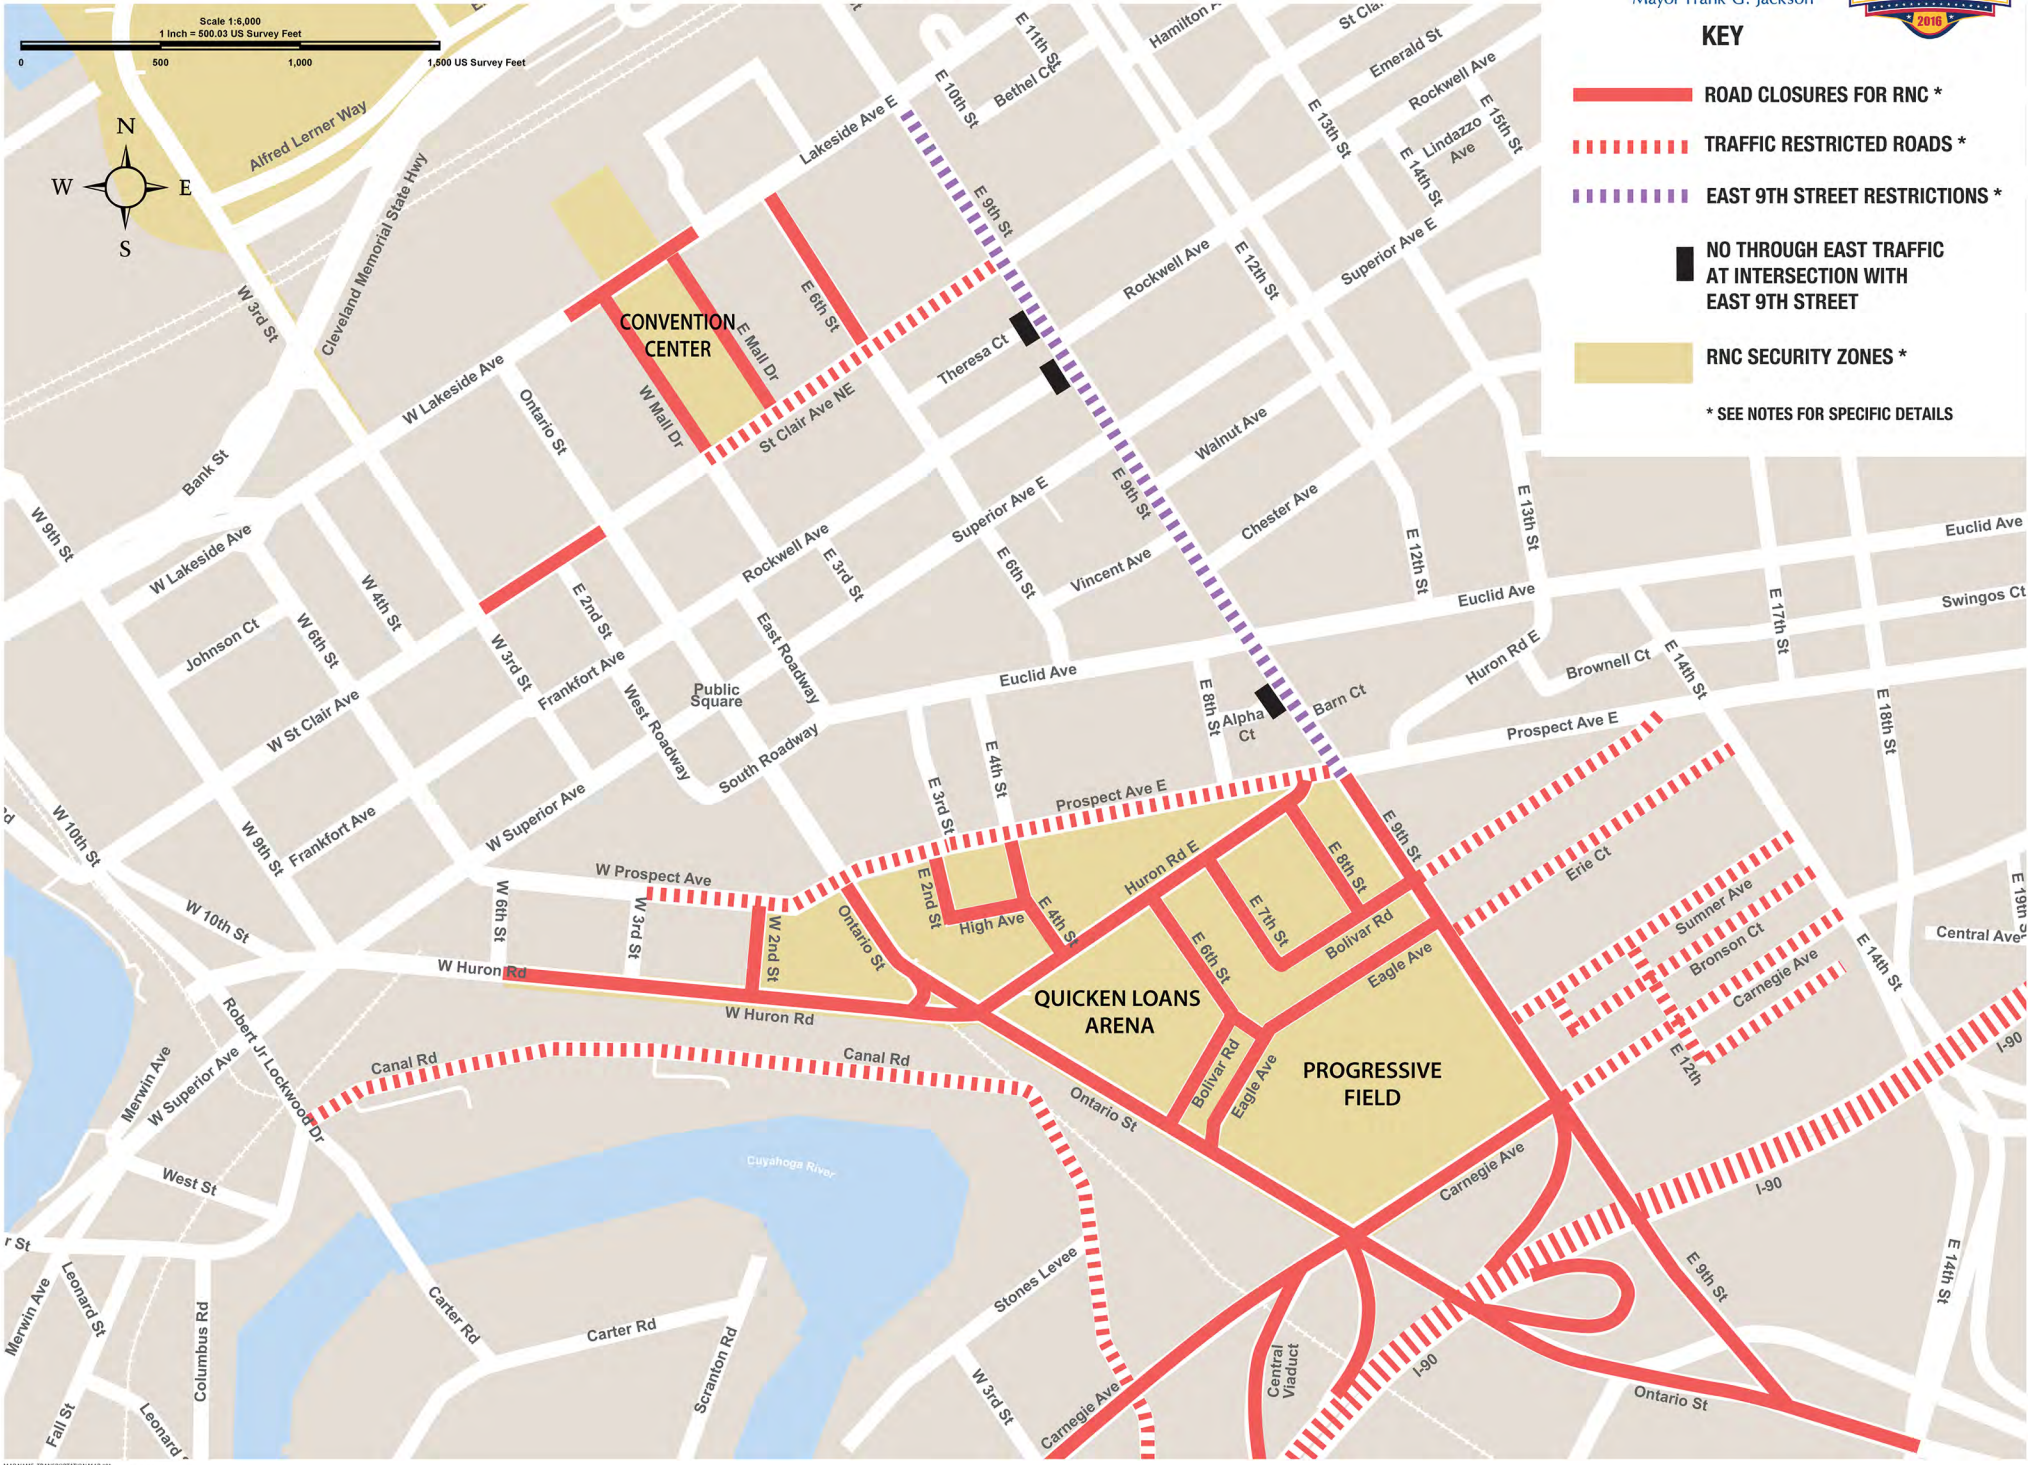 Mayor Frank G. Jackson
2016
KEY
ROAD CLOSURES FOR RNC *
TRAFFIC RESTRICTED ROADS *
EAST 9TH STREET RESTRICTIONS *
NO THROUGH EAST TRAFFIC
AT INTERSECTION WITH
EAST 9TH STREET
RNC SECURITY ZONES *
* SEE NOTES FOR SPECIFIC DETAILS
Scale 1:6,000
1 Inch = 500.03 US Survey Feet
0 500 1,000 1,500 US Survey Feet
N
W E
S
Alfred Lerner Way
Cleveland Memorial State Hwy
W 3rd St
Lakeside Ave E
E 10th St
E 11th St
Bethel Ct
Hamilton A
St Cla
Emerald St
Rockwell Ave
E 13th St
E 15th St
Lindazzo
Ave
E 14th St
E 9th St
E 12th St
Superior Ave E
Rockwell Ave
E 6th St
CONVENTION
CENTER
E Mall Dr
W Mall Dr
St Clair Ave NE
Theresa Ct
W Lakeside Ave
Ontario St
Bank St
Walnut Ave
E 9th St
Chester Ave
Superior Ave E
W 9th St
W Lakeside Ave
W 4th St
Johnson Ct
W 6th St
E 2nd St
W 3rd St
Rockwell Ave
E 3rd St
E 6th St
Vincent Ave
E 12th St
E 13th St
Euclid Ave
Euclid Ave
Swingos Ct
E 17th St
Frankfort Ave
East Roadway
Public
Square
West Roadway
South Roadway
Euclid Ave
W St Clair Ave
E 8th St
Alpha
Ct
Barn Ct
Huron Rd E
Brownell Ct
E 14th St
Prospect Ave E
E 18th St
W Superior Ave
Frankfort Ave
W 9th St
W 10th St
rd
E 3rd St
E 4th St
Prospect Ave E
W Prospect Ave
E 9th St
Erie Ct
W 10th St
W 6th St
W 3rd St
W 2nd St
Ontario St
E 2nd St
High Ave
E 4th St
Huron Rd E
E 8th St
E 7th St
Bolivar Rd
Eagle Ave
E 6th St
Sumner Ave
Bronson Ct
Carnegie Ave
E 12th
E 14th St
E 19th S
Central Ave
W Huron Rd
W Huron Rd
QUICKEN LOANS
ARENA
PROGRESSIVE
FIELD
Bolivar Rd
Eagle Ave
Robert Jr Lockwood Dr
Canal Rd
Canal Rd
Ontario St
I-90
Merwin Ave
W Superior Ave
Cuyahoga River
West St
Carnegie Ave
I-90
r St
Leonard St
Merwin Ave
Columbus Rd
Carter Rd
Carter Rd
Scranton Rd
Stones Levee
E 9th St
E 14th St
Fall St
Leonard S
W 3rd St
Carnegie Ave
Central
Viaduct
I-90
Ontario St